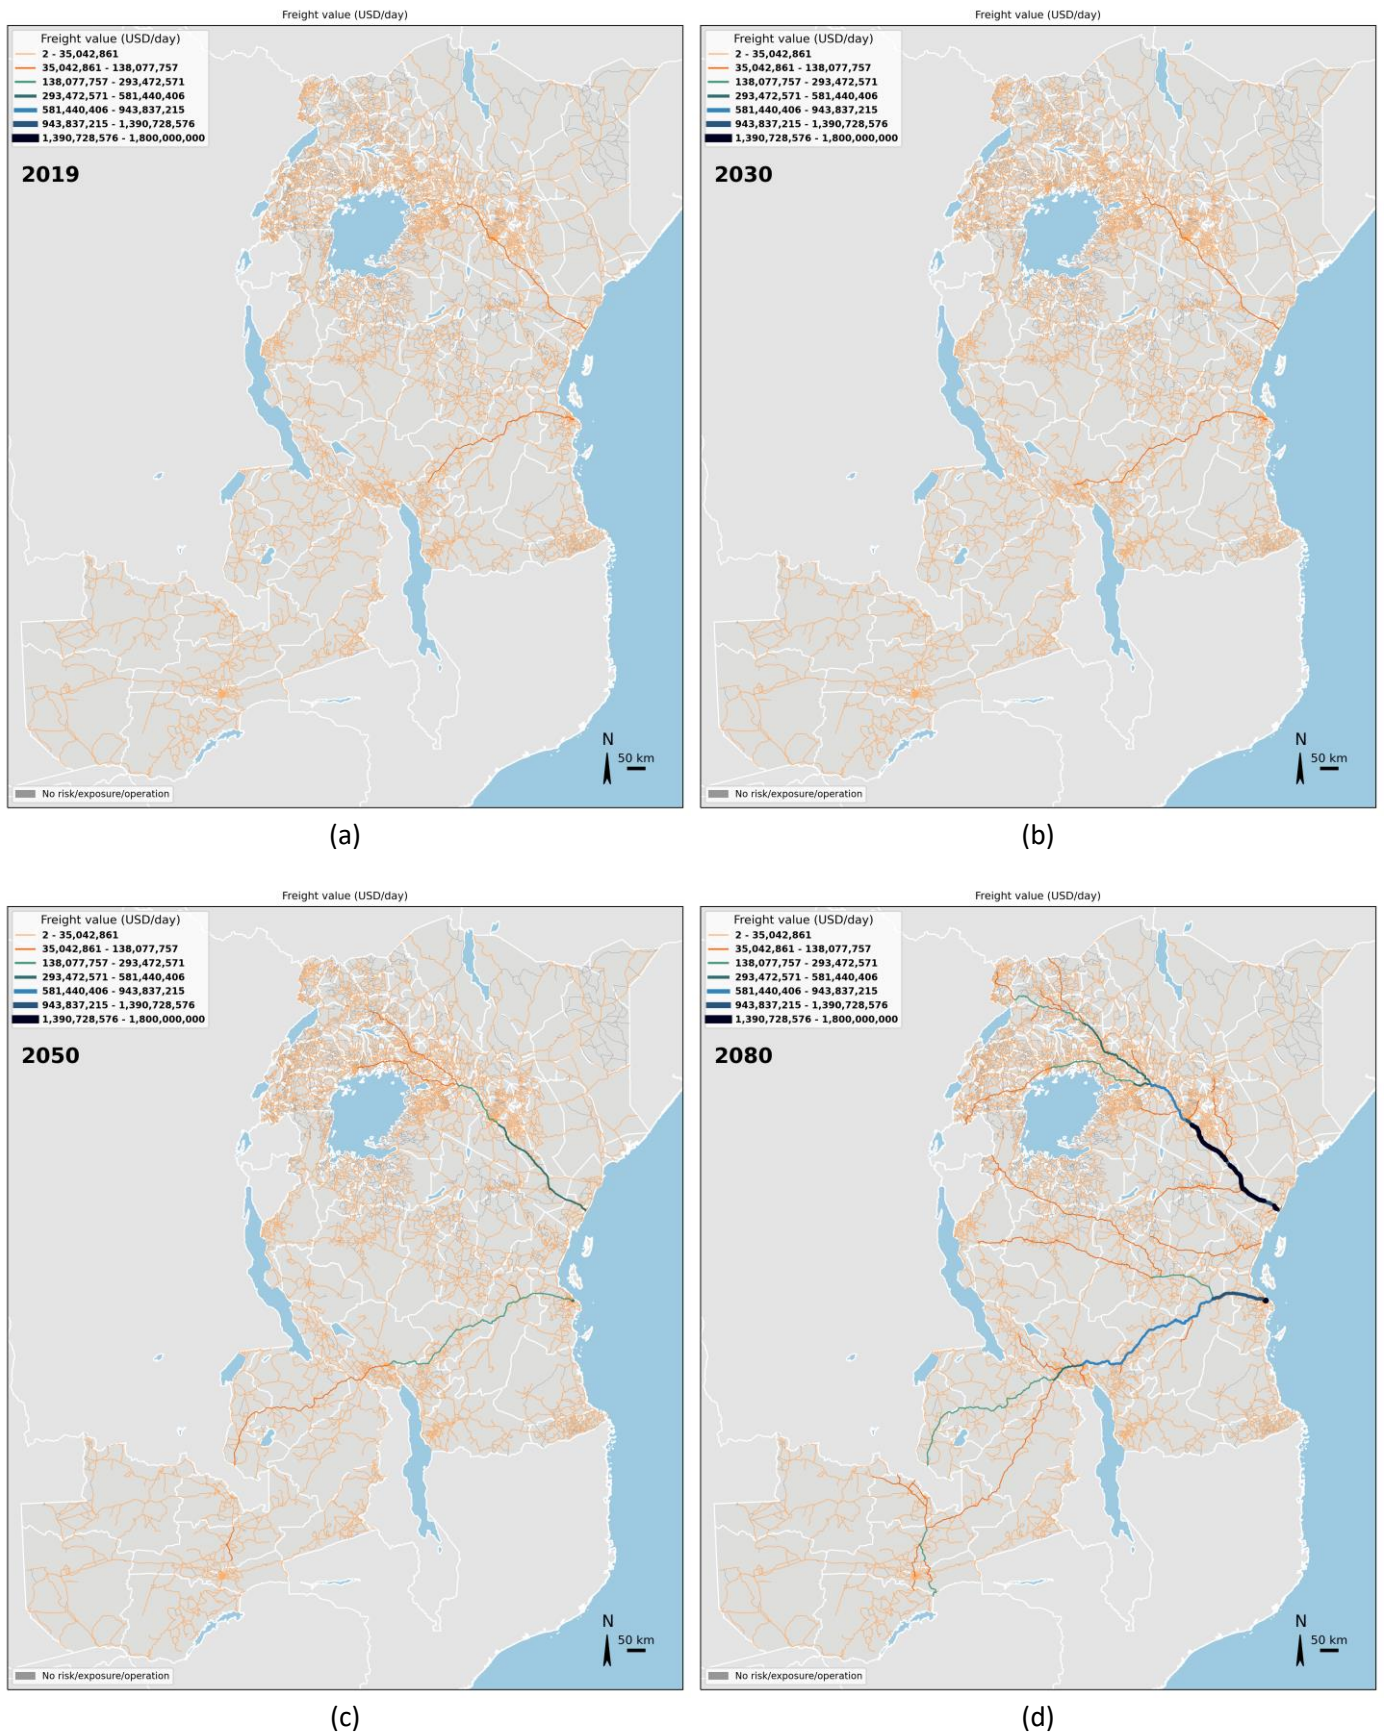 Freight value (USD/day)
Freight value (USD/day)
2 - 35,042,861
35,042,861 - 138,077,757
138,077,757 - 293,472,571
293,472,571 - 581,440,406
581,440,406 - 943,837,215
943,837,215 - 1,390,728,576
1,390,728,576 - 1,800,000,000
2019
N
50 km
No risk/exposure/operation
(a)
Freight value (USD/day)
Freight value (USD/day)
2 - 35,042,861
35,042,861 - 138,077,757
138,077,757 - 293,472,571
293,472,571 - 581,440,406
581,440,406 - 943,837,215
943,837,215 - 1,390,728,576
1,390,728,576 - 1,800,000,000
2030
N
50 km
No risk/exposure/operation
(b)
Freight value (USD/day)
Freight value (USD/day)
2 - 35,042,861
35,042,861 - 138,077,757
138,077,757 - 293,472,571
293,472,571 - 581,440,406
581,440,406 - 943,837,215
943,837,215 - 1,390,728,576
1,390,728,576 - 1,800,000,000
2050
N
50 km
No risk/exposure/operation
(c)
Freight value (USD/day)
Freight value (USD/day)
2 - 35,042,861
35,042,861 - 138,077,757
138,077,757 - 293,472,571
293,472,571 - 581,440,406
581,440,406 - 943,837,215
943,837,215 - 1,390,728,576
1,390,728,576 - 1,800,000,000
2080
N
50 km
No risk/exposure/operation
(d)